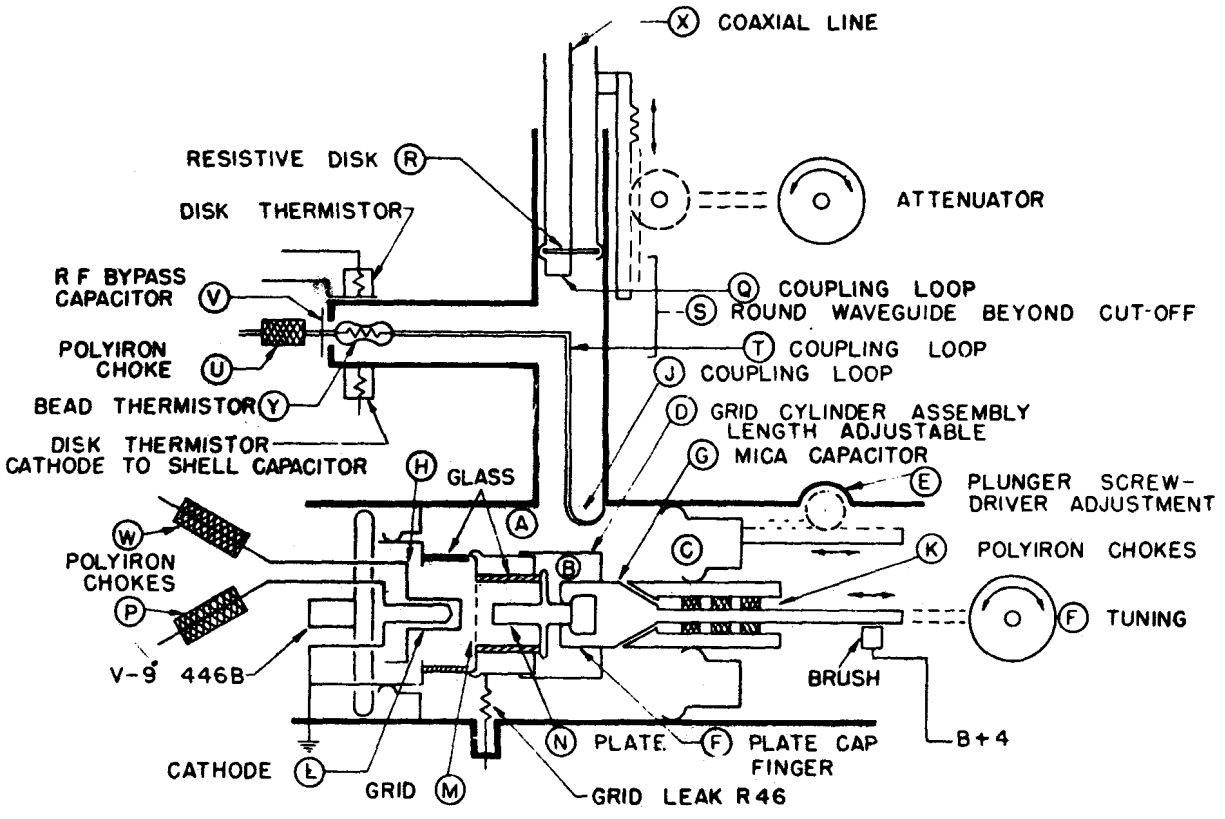 X COAXIAL LINE
RESISTIVE DISK R
DISK THERMISTOR
ATTENUATOR
R F BYPASS
CAPACITOR V
Q COUPLING LOOP
S ROUND WAVEGUIDE BEYOND CUT-OFF
POLYIRON
CHOKE U
T COUPLING LOOP
J COUPLING LOOP
BEAD THERMISTOR Y
D GRID CYLINDER ASSEMBLY
LENGTH ADJUSTABLE
DISK THERMISTOR
CATHODE TO SHELL CAPACITOR
H
GLASS
G MICA CAPACITOR
E PLUNGER SCREW-
DRIVER ADJUSTMENT
A
W
POLYIRON
CHOKES
P
B
C
K POLYIRON CHOKES
F TUNING
V-9 446B
BRUSH
N PLATE
F PLATE CAP
FINGER
B+4
CATHODE L
GRID M
GRID LEAK R46